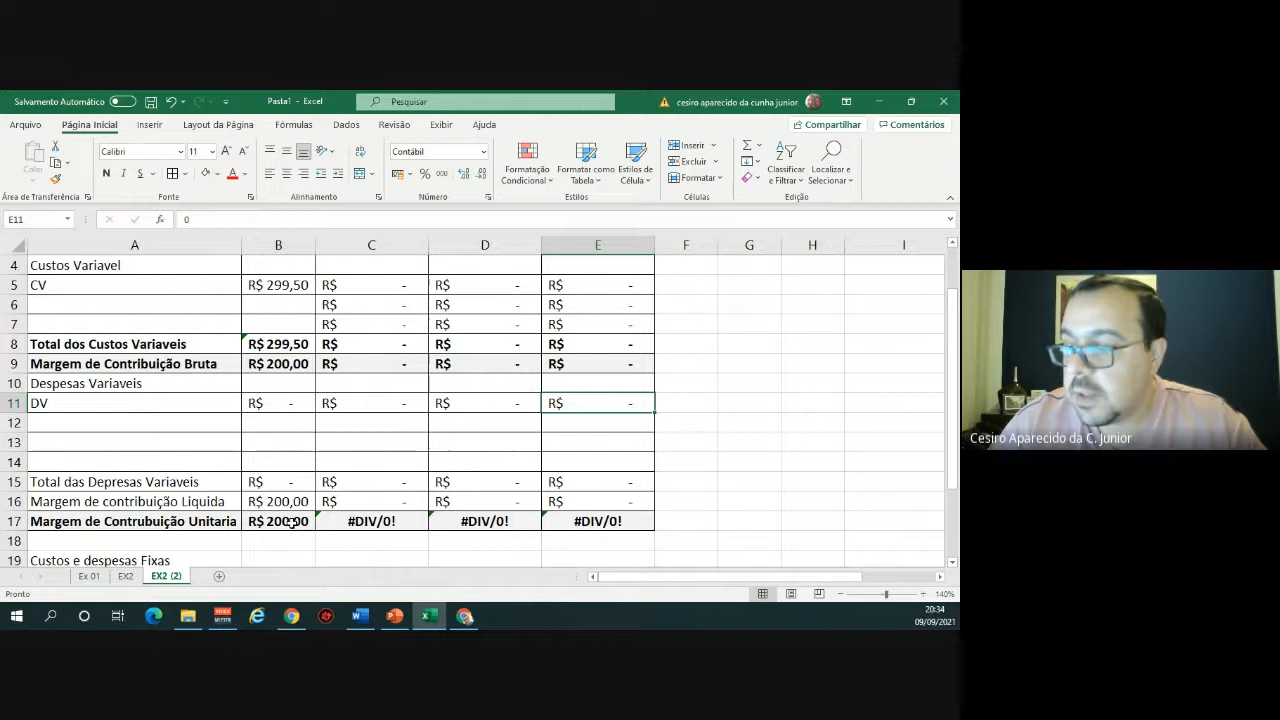 Salvamento Automático
Pasta1 - Excel
Pesquisar
cesiro aparecido da cunha junior
Arquivo Página Inicial Inserir Layout da Página Fórmulas Dados Revisão Exibir Ajuda
Compartilhar Comentários
Colar
Calibri 11
N I S
Contábil
% 000
Formatação Condicional
Formatar como Tabela
Estilos de Célula
Inserir
Excluir
Formatar
Classificar e Filtrar
Localizar e Selecionar
Área de Transferência Fonte Alinhamento Número Estilos Células Edição
E11 fx 0
A B C D E F G H I
4 Custos Variavel
5 CV R$ 299,50 R$ - R$ - R$ -
6 R$ - R$ - R$ -
7 R$ - R$ - R$ -
8 Total dos Custos Variaveis R$ 299,50 R$ - R$ - R$ -
9 Margem de Contribuição Bruta R$ 200,00 R$ - R$ - R$ -
10 Despesas Variaveis
11 DV R$ - R$ - R$ - R$ -
12
13
14
15 Total das Depresas Variaveis R$ - R$ - R$ - R$ -
16 Margem de contribuição Liquida R$ 200,00 R$ - R$ - R$ -
17 Margem de Contrubuição Unitaria R$ 200,00 #DIV/0! #DIV/0! #DIV/0!
18
19 Custos e despesas Fixas
Ex 01 EX2 EX2 (2)
Pronto
140%
20:34
09/09/2021
Cesiro Aparecido da C. Junior